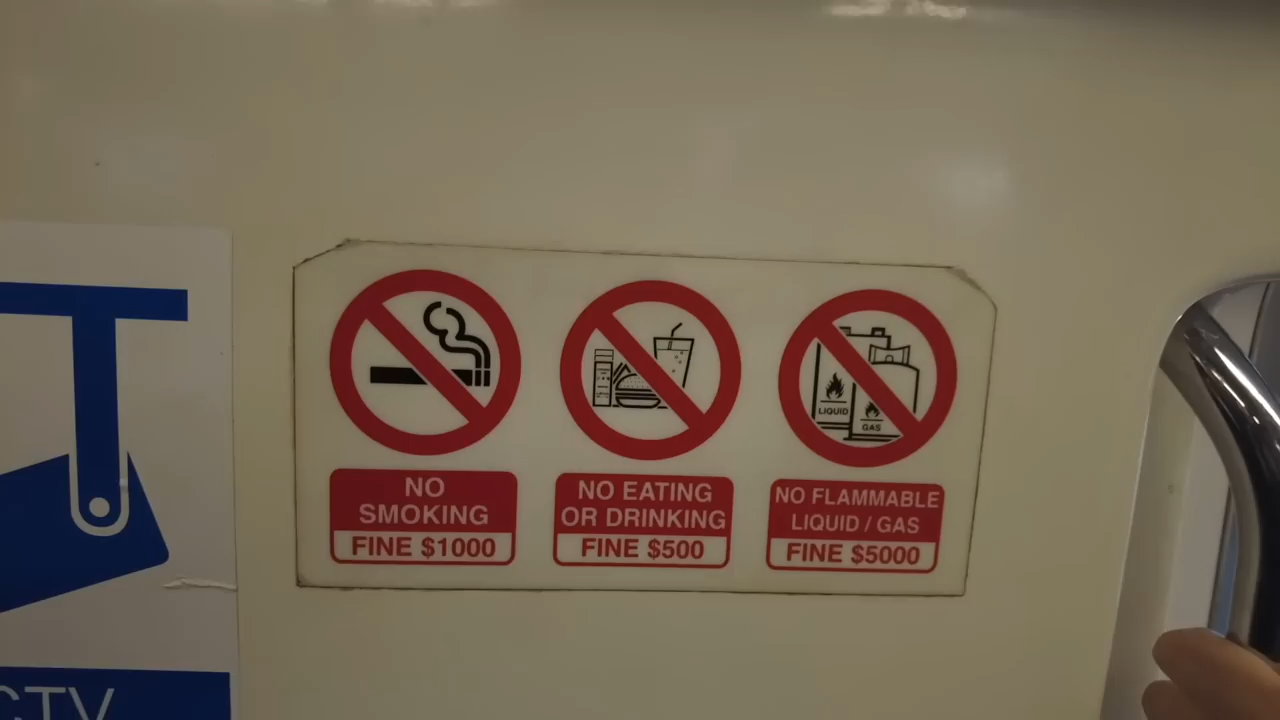 LIQUID
GAS
NO
SMOKING
FINE $1000
NO EATING
OR DRINKING
FINE $500
NO FLAMMABLE
LIQUID / GAS
FINE $5000
CTV